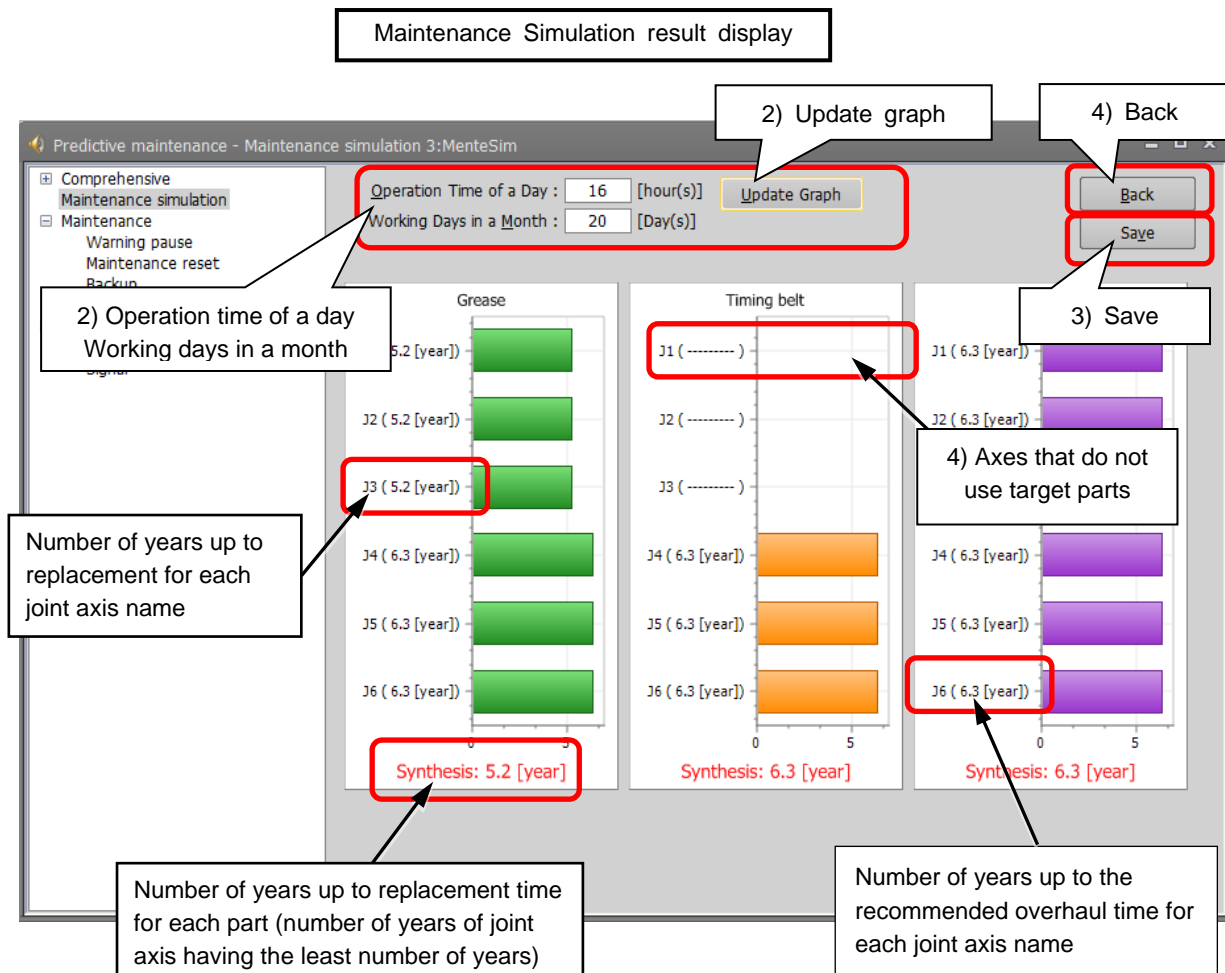 Maintenance Simulation result display
2) Update graph
4) Back
Predictive maintenance - Maintenance simulation 3:MenteSim
Comprehensive
Maintenance simulation
Maintenance
Warning pause
Maintenance reset
Backup
Signal
Operation Time of a Day : 16 [hour(s)] Update Graph
Working Days in a Month : 20 [Day(s)]
Back
Save
2) Operation time of a day
Working days in a month
3) Save
Grease
5.2 [year])
J2 ( 5.2 [year])
J3 ( 5.2 [year])
J4 ( 6.3 [year])
J5 ( 6.3 [year])
J6 ( 6.3 [year])
0 5
Synthesis: 5.2 [year]
Timing belt
J1 ( --------- )
J2 ( --------- )
J3 ( --------- )
J4 ( 6.3 [year])
J5 ( 6.3 [year])
J6 ( 6.3 [year])
0 5
Synthesis: 6.3 [year]
J1 ( 6.3 [year])
J2 ( 6.3 [year])
J4 ( 6.3 [year])
J5 ( 6.3 [year])
J6 ( 6.3 [year])
0 5
Synthesis: 6.3 [year]
4) Axes that do not
use target parts
Number of years up to
replacement for each
joint axis name
Number of years up to replacement time
for each part (number of years of joint
axis having the least number of years)
Number of years up to the
recommended overhaul time for
each joint axis name